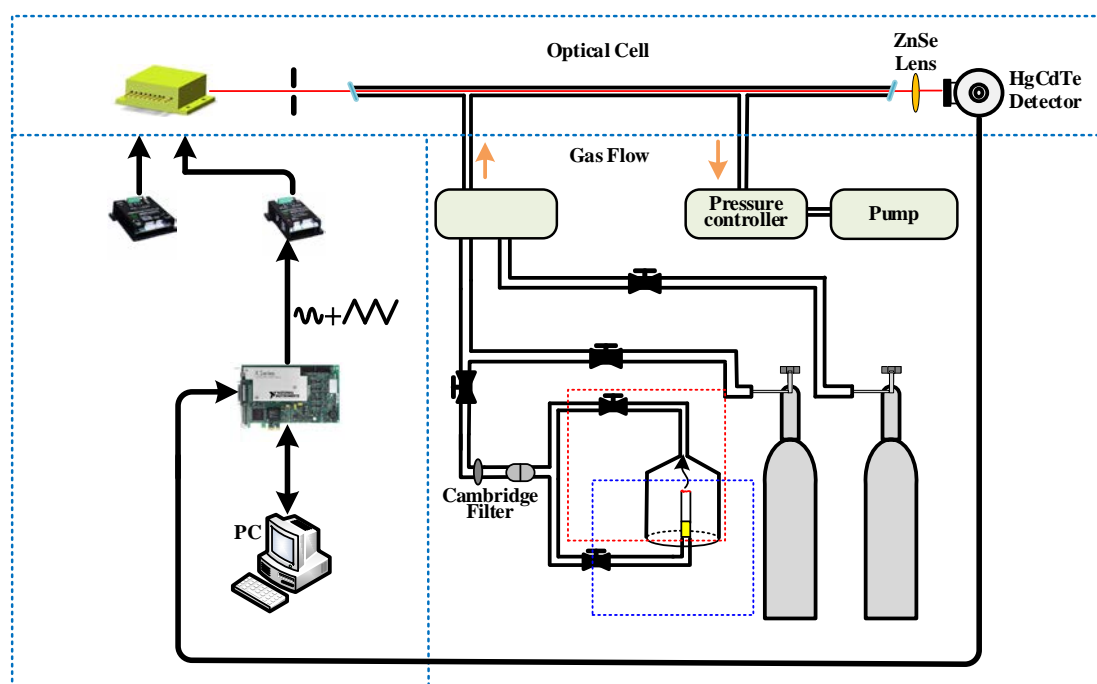 Optical Cell
ZnSe
Lens
HgCdTe
Detector
Gas Flow
Pressure
controller
Pump
Cambridge
Filter
PC